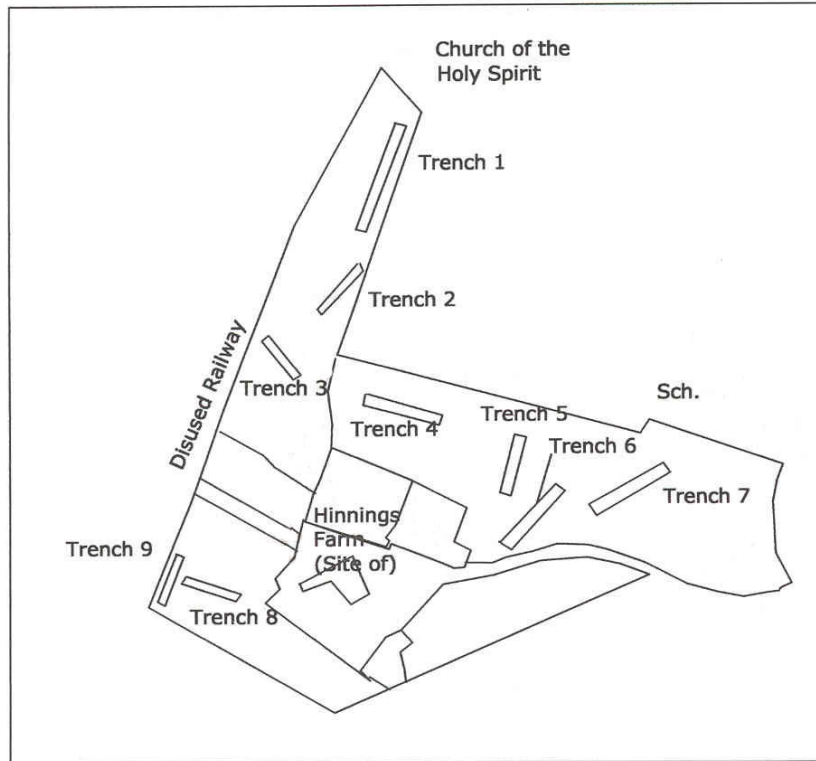 Church of the
Holy Spirit
Trench 1
Trench 2
Disused Railway
Trench 3
Sch.
Trench 4
Trench 5
Trench 6
Trench 7
Hinnings
Farm
(Site of)
Trench 9
Trench 8